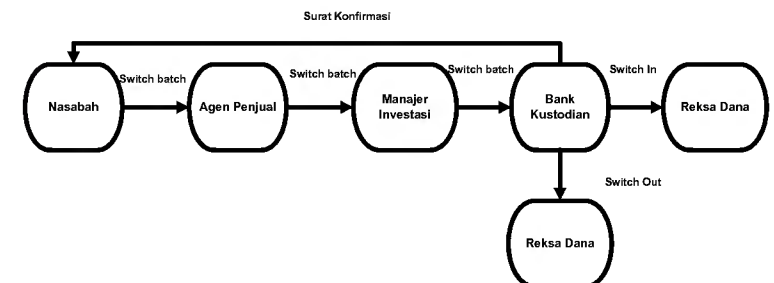 Surat Konfirmasi
Switch batch
Switch batch
Switch batch
Switch In
Nasabah
Agen Penjual
Manajer
Investasi
Bank
Kustodian
Reksa Dana
Switch Out
Reksa Dana